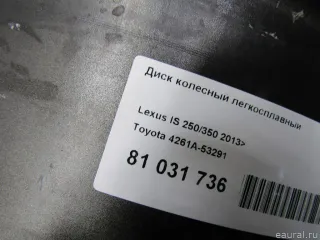 Диск колесный легкосплавный
Lexus IS 250/350 2013>
Toyota 4261A-53291
81 031 736
eaural.ru